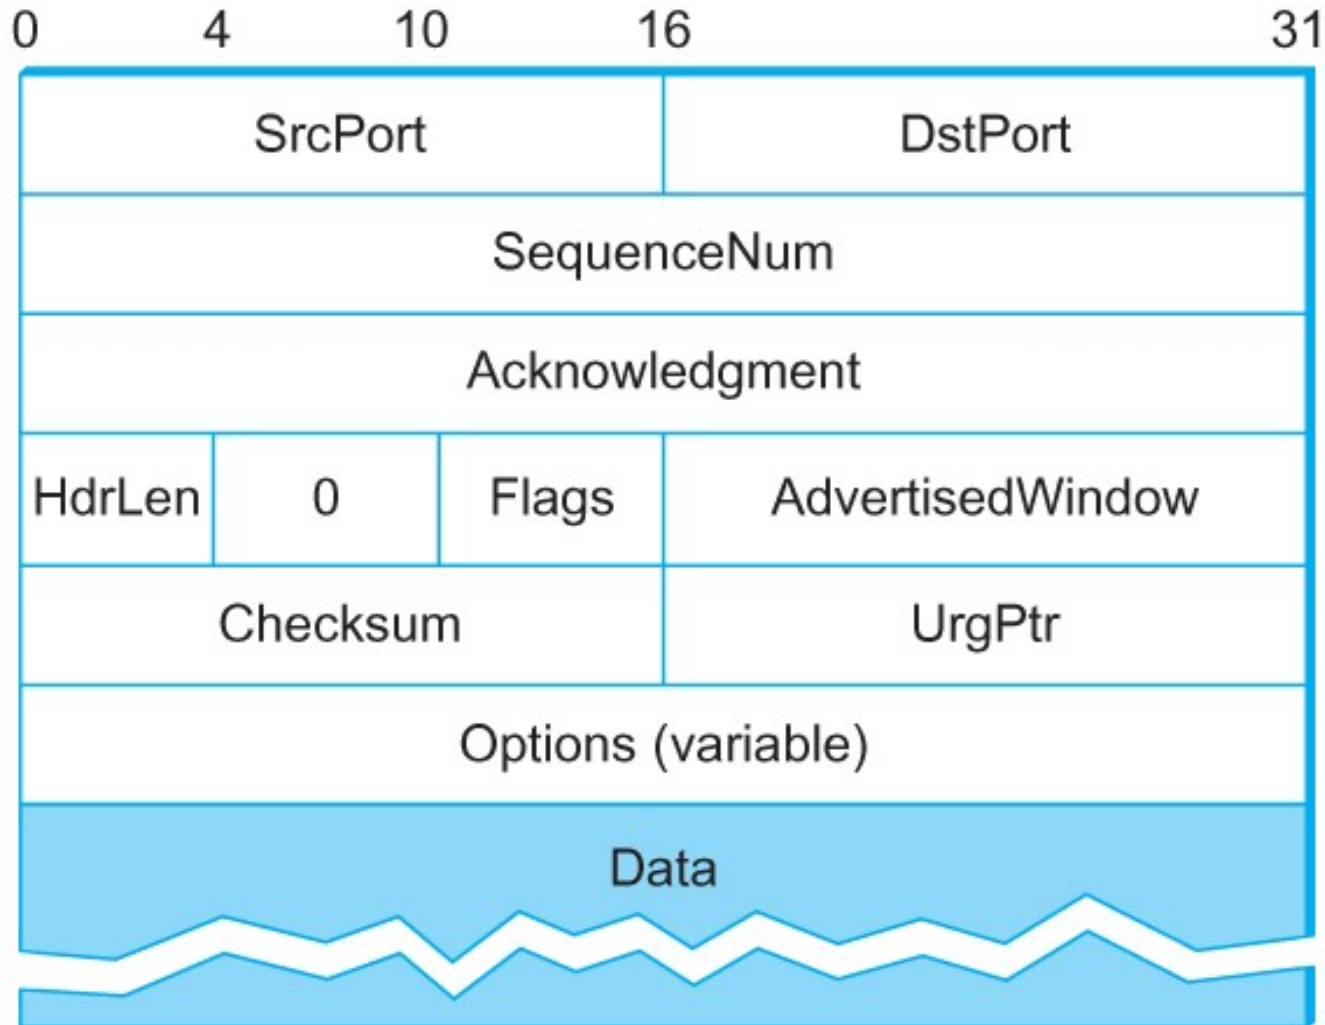 0 4 10 16 31
SrcPort DstPort
SequenceNum
Acknowledgment
HdrLen 0 Flags AdvertisedWindow
Checksum UrgPtr
Options (variable)
Data